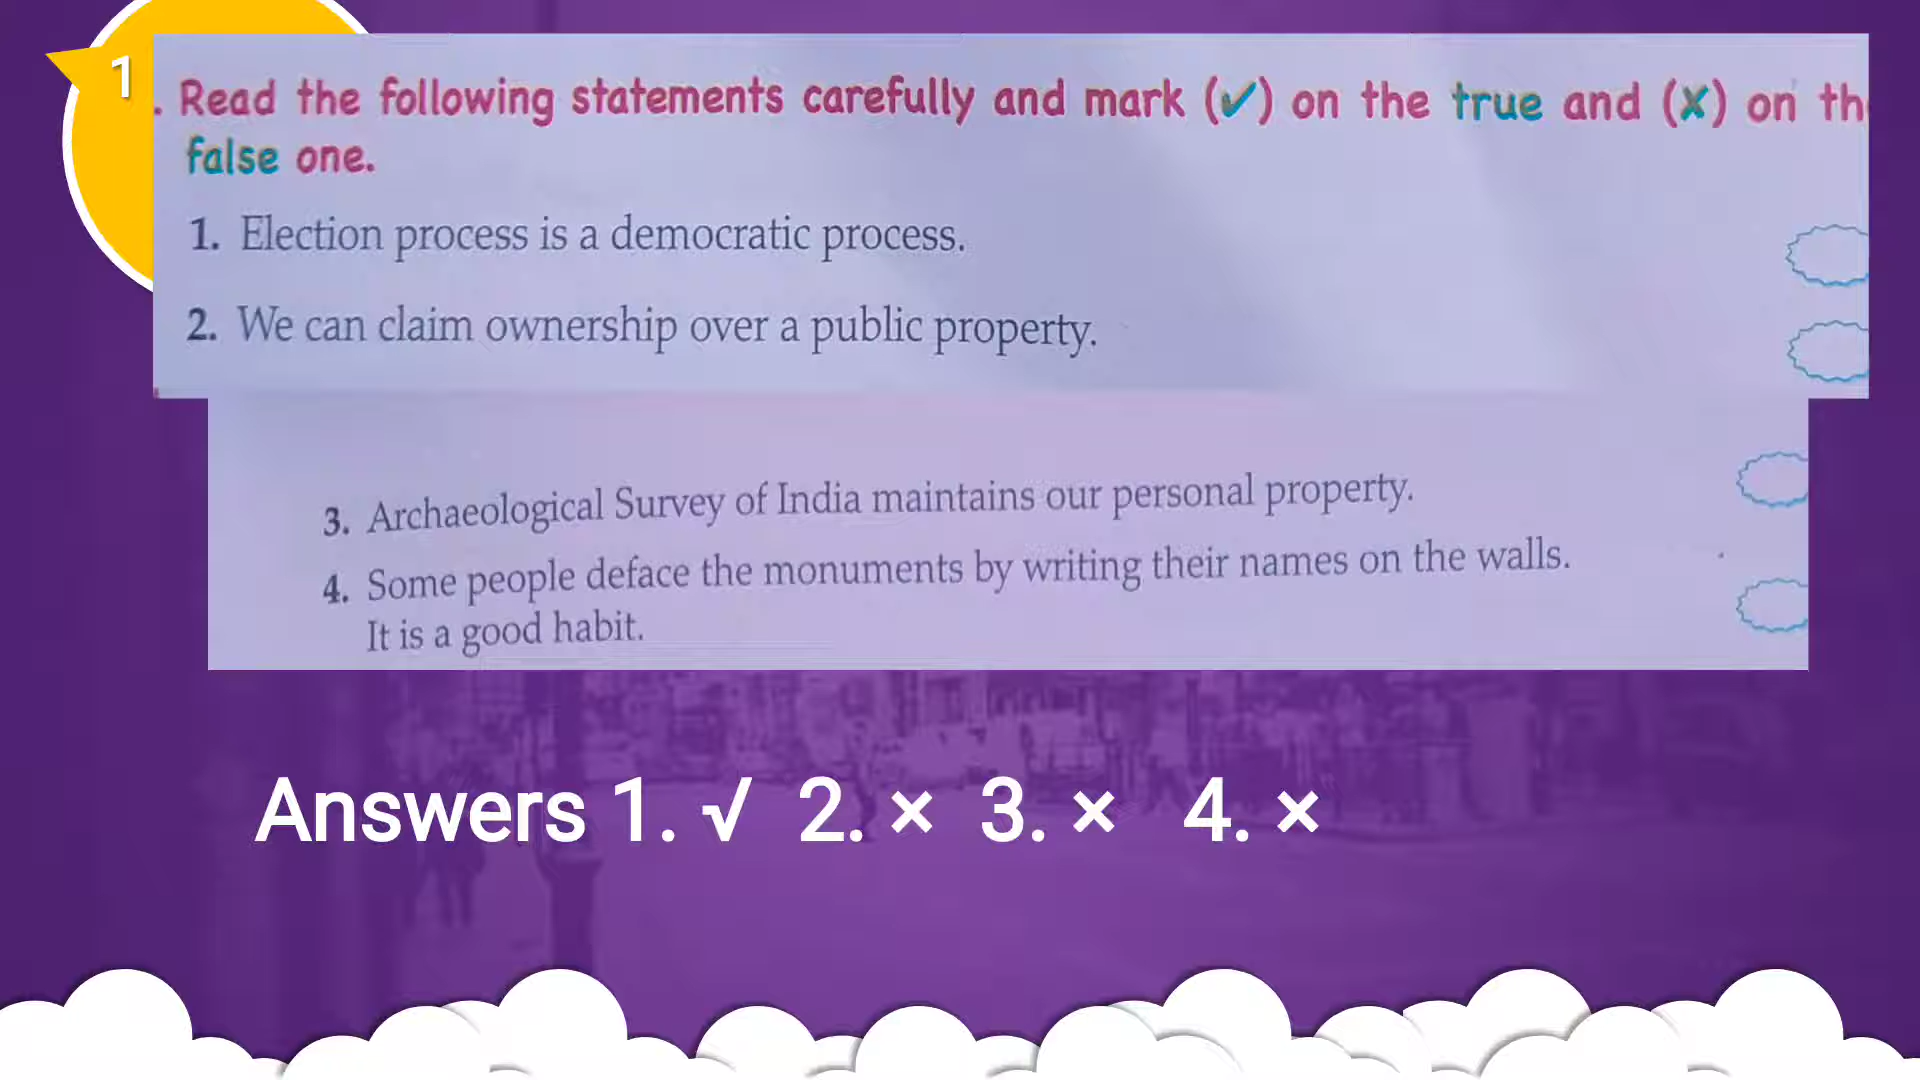 1
. Read the following statements carefully and mark (✓) on the true and (✗) on th
false one.
1. Election process is a democratic process.
2. We can claim ownership over a public property.
3. Archaeological Survey of India maintains our personal property.
4. Some people deface the monuments by writing their names on the walls.
It is a good habit.
Answers 1. √ 2. × 3. × 4. ×